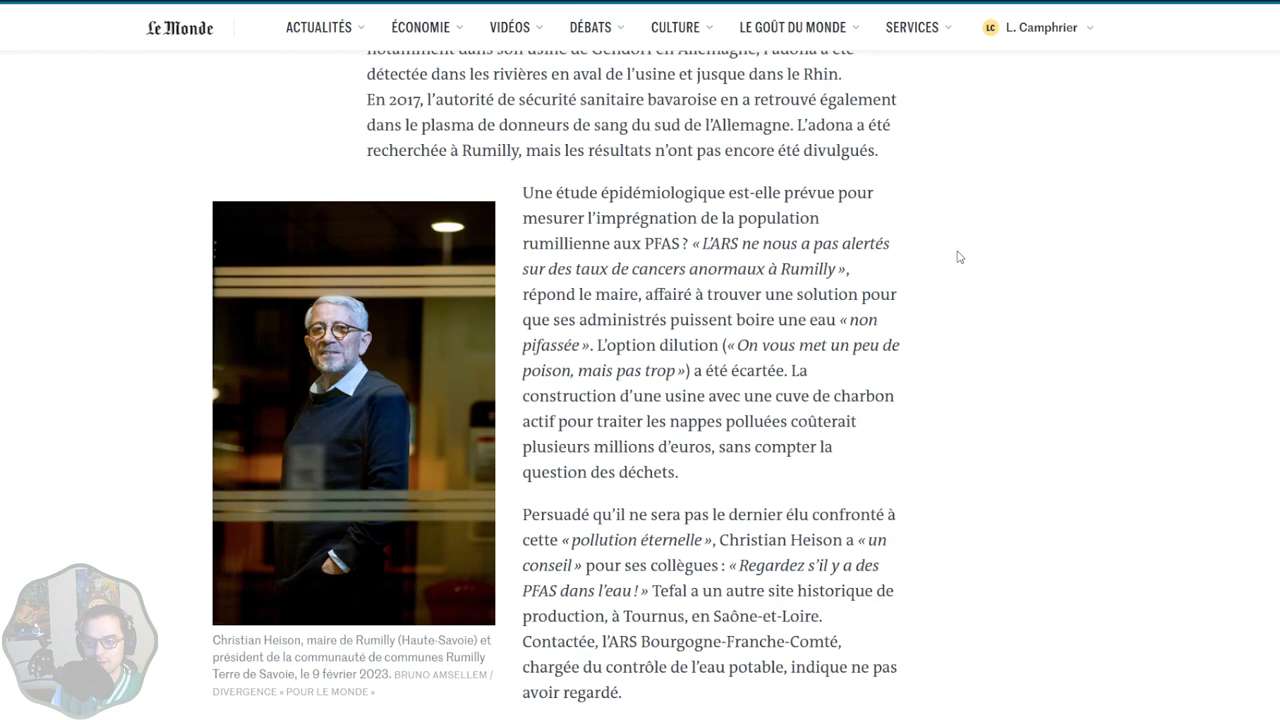 Le Monde
ACTUALITÉS
ÉCONOMIE
VIDÉOS
DÉBATS
CULTURE
LE GOÛT DU MONDE
SERVICES
LC
L. Camphrier
notamment dans son usine de Gendorf en Allemagne, l’adona a été
détectée dans les rivières en aval de l’usine et jusque dans le Rhin.
En 2017, l’autorité de sécurité sanitaire bavaroise en a retrouvé également
dans le plasma de donneurs de sang du sud de l’Allemagne. L’adona a été
recherchée à Rumilly, mais les résultats n’ont pas encore été divulgués.
Une étude épidémiologique est-elle prévue pour
mesurer l’imprégnation de la population
rumillienne aux PFAS ? « L’ARS ne nous a pas alertés
sur des taux de cancers anormaux à Rumilly »,
répond le maire, affairé à trouver une solution pour
que ses administrés puissent boire une eau « non
pifassée ». L’option dilution (« On vous met un peu de
poison, mais pas trop ») a été écartée. La
construction d’une usine avec une cuve de charbon
actif pour traiter les nappes polluées coûterait
plusieurs millions d’euros, sans compter la
question des déchets.
Persuadé qu’il ne sera pas le dernier élu confronté à
cette « pollution éternelle », Christian Heison a « un
conseil » pour ses collègues : « Regardez s’il y a des
PFAS dans l’eau ! » Tefal a un autre site historique de
production, à Tournus, en Saône-et-Loire.
Contactée, l’ARS Bourgogne-Franche-Comté,
chargée du contrôle de l’eau potable, indique ne pas
avoir regardé.
Christian Heison, maire de Rumilly (Haute-Savoie) et
président de la communauté de communes Rumilly
Terre de Savoie, le 9 février 2023. BRUNO AMSELLEM /
DIVERGENCE « POUR LE MONDE »